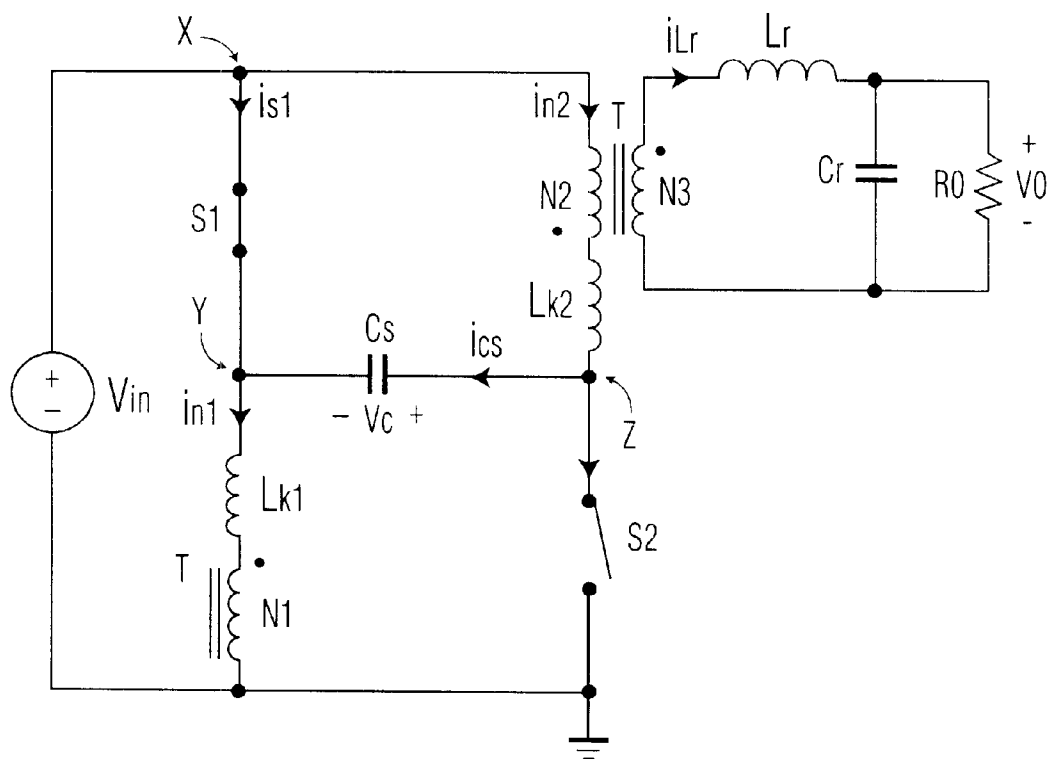 X
is1
S1
Y
Vin
+
-
in1
Lk1
T
N1
Cs
- Vc +
ics
in2
T
N2
N3
Lk2
Z
S2
iLr
Lr
Cr
R0
+
V0
-